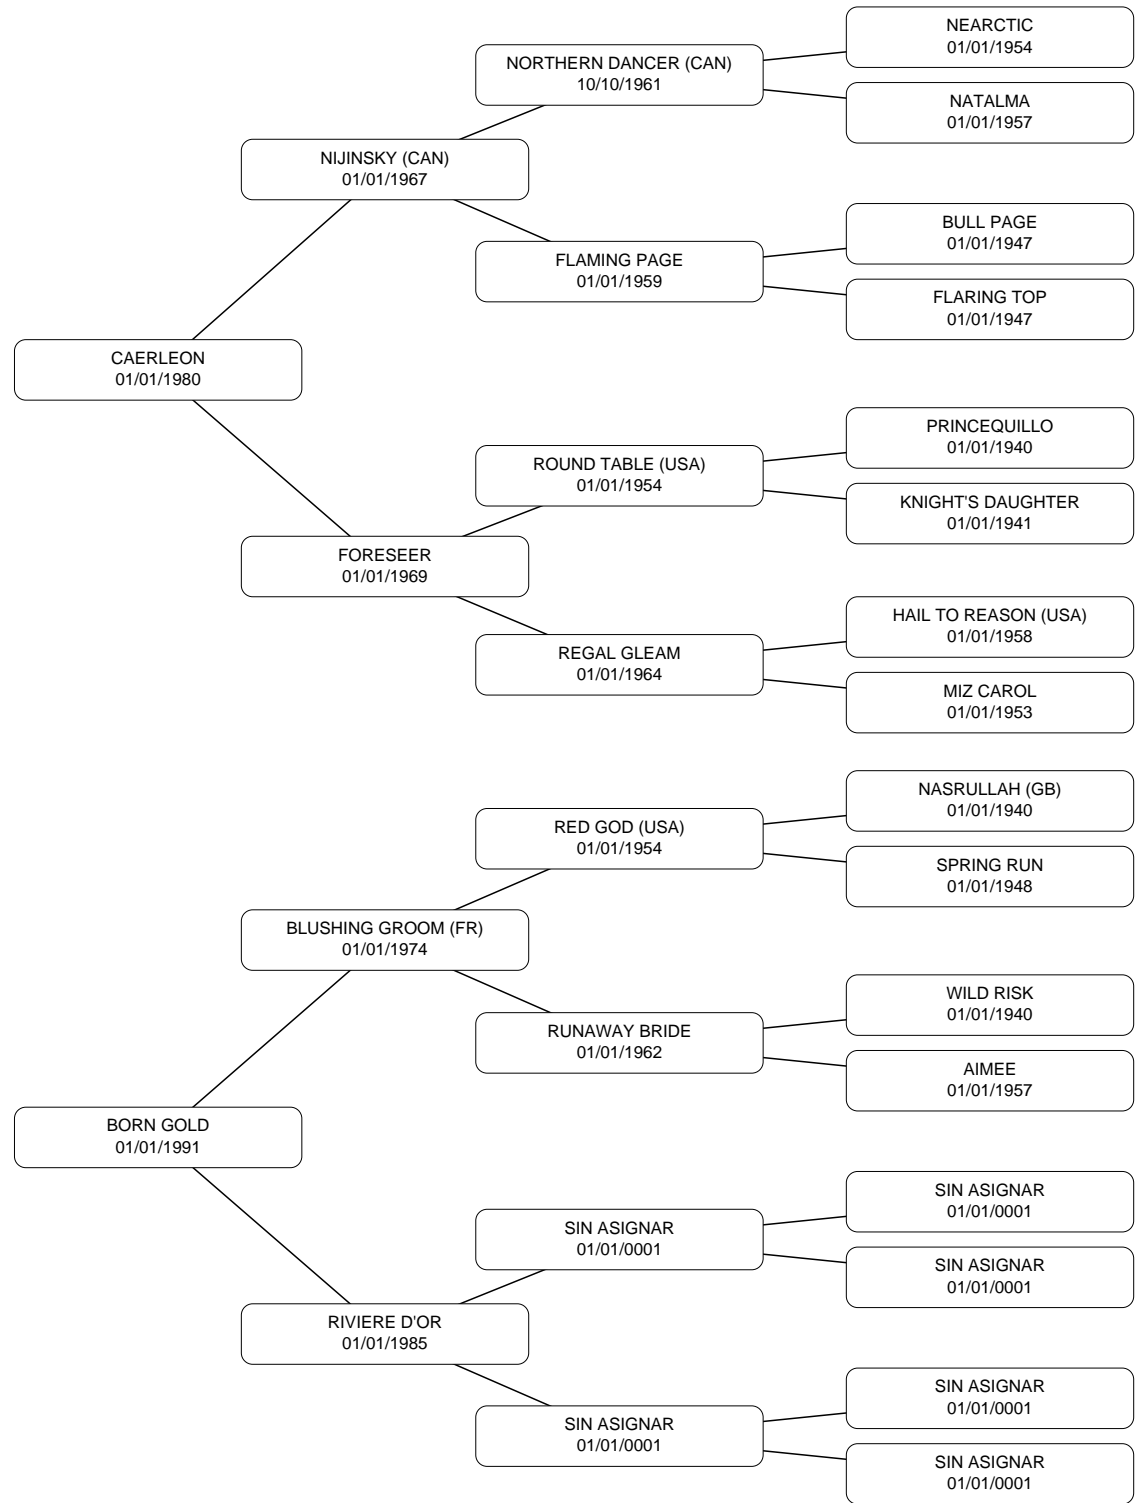 NEARCTIC
01/01/1954
NORTHERN DANCER (CAN)
10/10/1961
NATALMA
01/01/1957
NIJINSKY (CAN)
01/01/1967
BULL PAGE
01/01/1947
FLAMING PAGE
01/01/1959
FLARING TOP
01/01/1947
CAERLEON
01/01/1980
PRINCEQUILLO
01/01/1940
ROUND TABLE (USA)
01/01/1954
KNIGHT'S DAUGHTER
01/01/1941
FORESEER
01/01/1969
HAIL TO REASON (USA)
01/01/1958
REGAL GLEAM
01/01/1964
MIZ CAROL
01/01/1953
NASRULLAH (GB)
01/01/1940
RED GOD (USA)
01/01/1954
SPRING RUN
01/01/1948
BLUSHING GROOM (FR)
01/01/1974
WILD RISK
01/01/1940
RUNAWAY BRIDE
01/01/1962
AIMEE
01/01/1957
BORN GOLD
01/01/1991
SIN ASIGNAR
01/01/0001
SIN ASIGNAR
01/01/0001
SIN ASIGNAR
01/01/0001
RIVIERE D'OR
01/01/1985
SIN ASIGNAR
01/01/0001
SIN ASIGNAR
01/01/0001
SIN ASIGNAR
01/01/0001